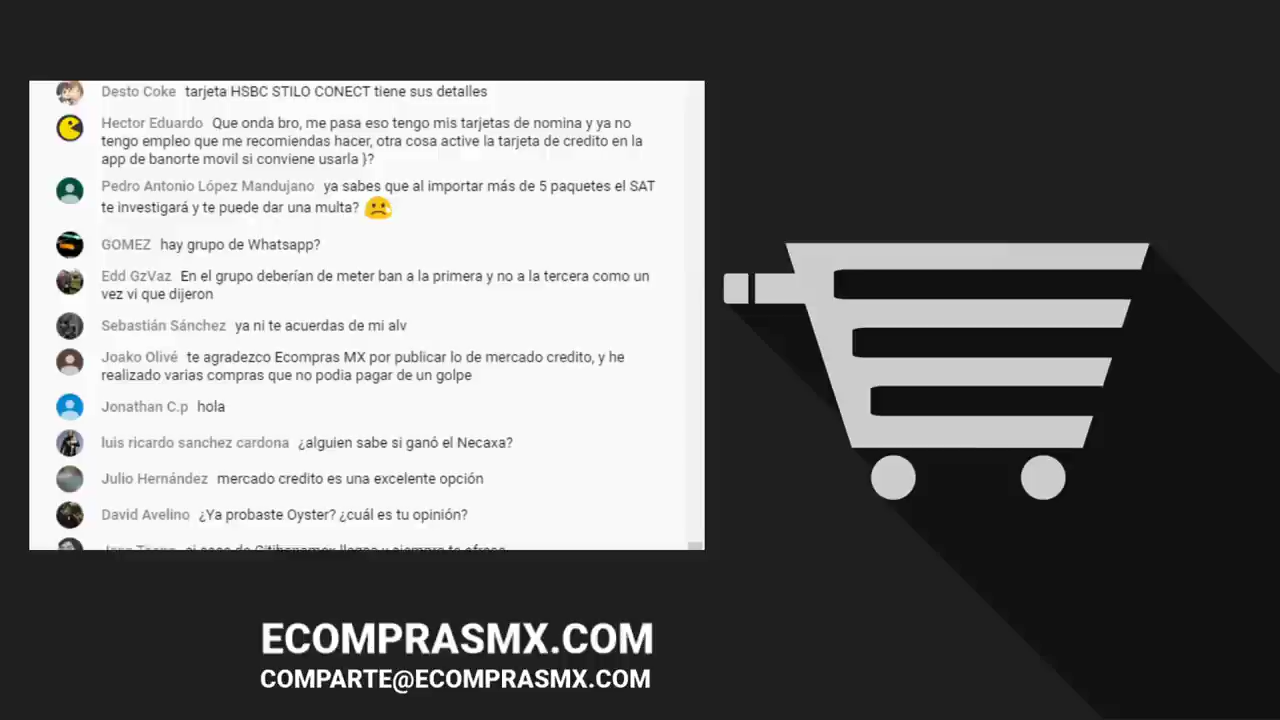 Desto Coke tarjeta HSBC STILO CONECT tiene sus detalles
Hector Eduardo Que onda bro, me pasa eso tengo mis tarjetas de nomina y ya no
tengo empleo que me recomiendas hacer, otra cosa active la tarjeta de credito en la
app de banorte movil si conviene usarla }?
Pedro Antonio López Mandujano ya sabes que al importar más de 5 paquetes el SAT
te investigará y te puede dar una multa?
GOMEZ hay grupo de Whatsapp?
Edd GzVaz En el grupo deberían de meter ban a la primera y no a la tercera como un
vez vi que dijeron
Sebastián Sánchez ya ni te acuerdas de mi alv
Joako Olivé te agradezco Ecompras MX por publicar lo de mercado credito, y he
realizado varias compras que no podia pagar de un golpe
Jonathan C.p hola
luis ricardo sanchez cardona ¿alguien sabe si ganó el Necaxa?
Julio Hernández mercado credito es una excelente opción
David Avelino ¿Ya probaste Oyster? ¿cuál es tu opinión?
ECOMPRASMX.COM
COMPARTE@ECOMPRASMX.COM